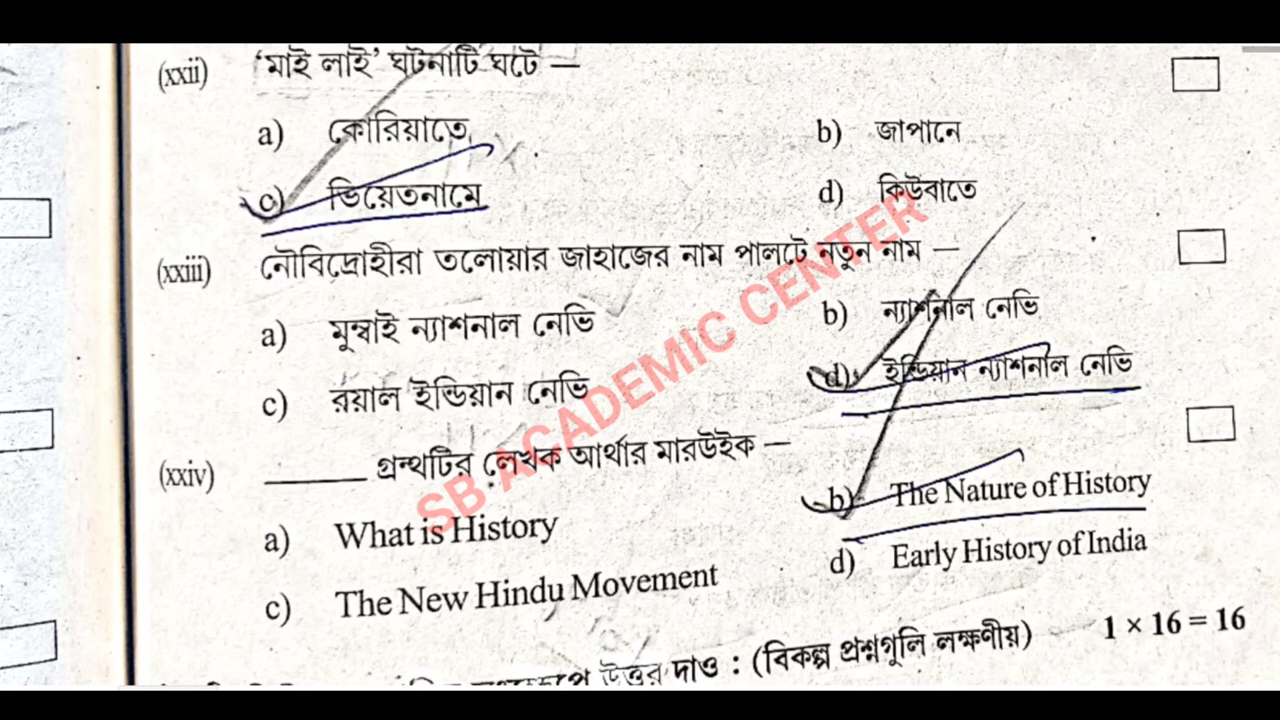 (xxii) ‘মাই লাই’ ঘটনাটি ঘটে —
a) কোরিয়াতে b) জাপানে
c) ভিয়েতনামে d) কিউবাতে
(xxiii) নৌবিদ্রোহীরা তলোয়ার জাহাজের নাম পালটে নতুন নাম —
a) মুম্বাই ন্যাশনাল নেভি b) ন্যাশনাল নেভি
c) রয়াল ইন্ডিয়ান নেভি d) ইন্ডিয়ান ন্যাশনাল নেভি
(xxiv) ______ গ্রন্থটির লেখক আর্থার মারউইক —
a) What is History b) The Nature of History
c) The New Hindu Movement d) Early History of India
উত্তর দাও : (বিকল্প প্রশ্নগুলি লক্ষণীয়) 1 × 16 = 16
SB ACADEMIC CENTER